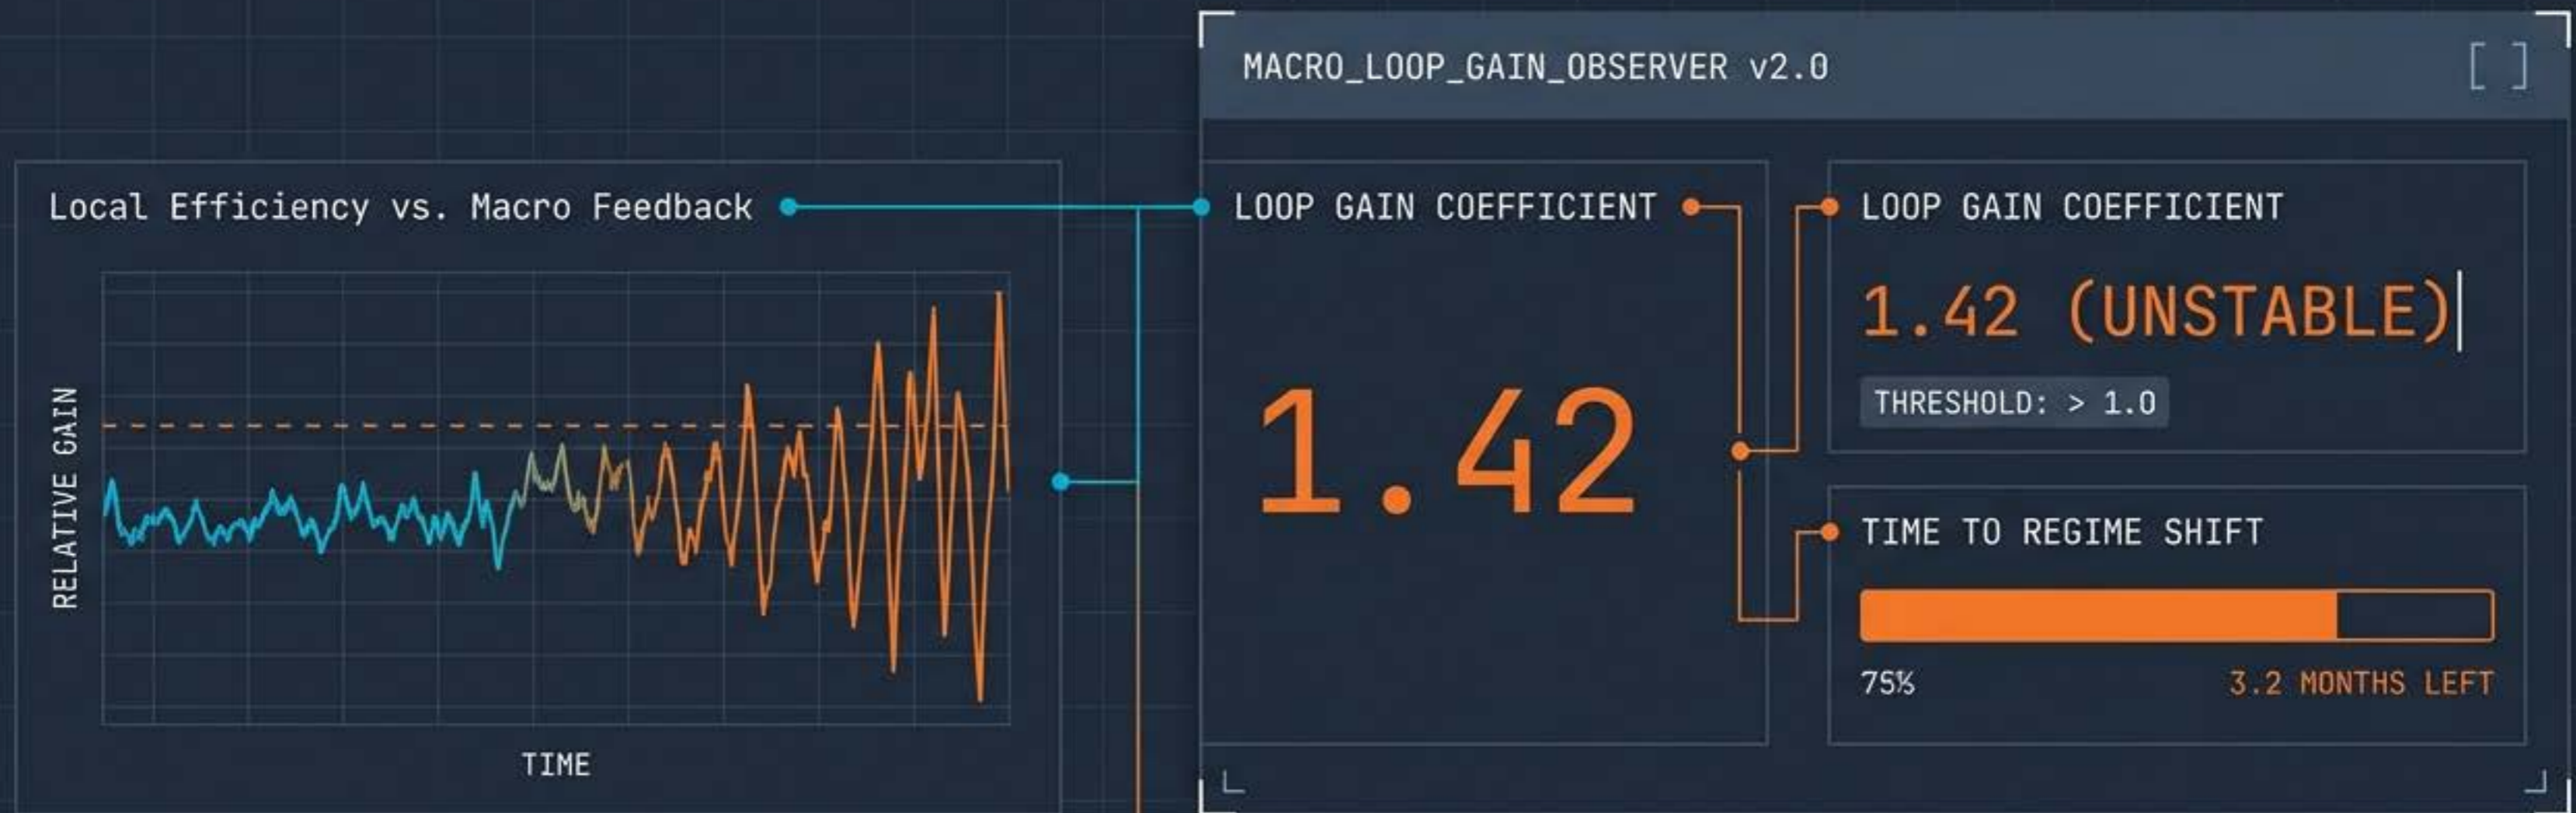 MACRO_LOOP_GAIN_OBSERVER v2.0
[ ]
Local Efficiency vs. Macro Feedback
RELATIVE GAIN
TIME
LOOP GAIN COEFFICIENT
1.42
LOOP GAIN COEFFICIENT
1.42 (UNSTABLE)
THRESHOLD: > 1.0
TIME TO REGIME SHIFT
75%
3.2 MONTHS LEFT